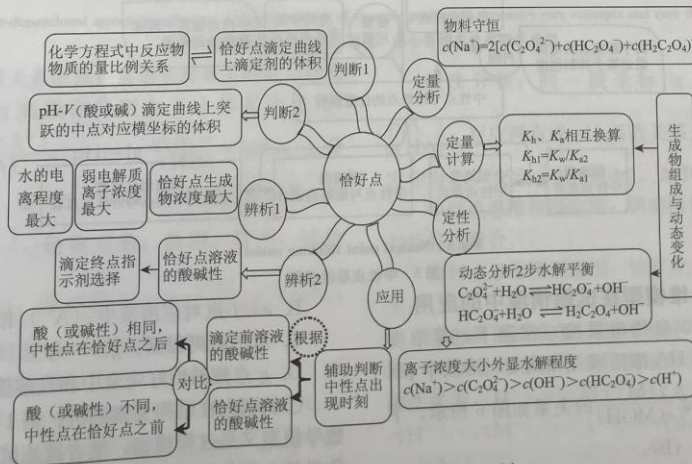 物料守恒
c(Na⁺)=2[c(C₂O₄²⁻)+c(HC₂O₄⁻)+c(H₂C₂O₄)
化学方程式中反应物
物质的量比例关系
恰好点滴定曲线
上滴定剂的体积
判断1
定量
分析
pH-V（酸或碱）滴定曲线上突
跃的中点对应横坐标的体积
判断2
定量
计算
Kₕ、Kₐ相互换算
Kₕ₁=K_w/Kₐ₂
Kₕ₂=K_w/Kₐ₁
生成物组成与动态变化
恰好点
水的电
离程度
最大
弱电解质
离子浓度
最大
恰好点生成
物浓度最大
辨析1
定性
分析
滴定终点指
示剂选择
恰好点溶液
的酸碱性
辨析2
应用
动态分析2步水解平衡
C₂O₄²⁻+H₂O⇌HC₂O₄⁻+OH⁻
HC₂O₄⁻+H₂O ⇌ H₂C₂O₄+OH⁻
酸（或碱性）相同，
中性点在恰好点之后
对比
酸（或碱性）不同，
中性点在恰好点之前
滴定前溶液
的酸碱性
根据
恰好点溶液
的酸碱性
辅助判断
中性点出
现时刻
离子浓度大小外显水解程度
c(Na⁺)>c(C₂O₄²⁻)>c(OH⁻)>c(HC₂O₄⁻)>c(H⁺)